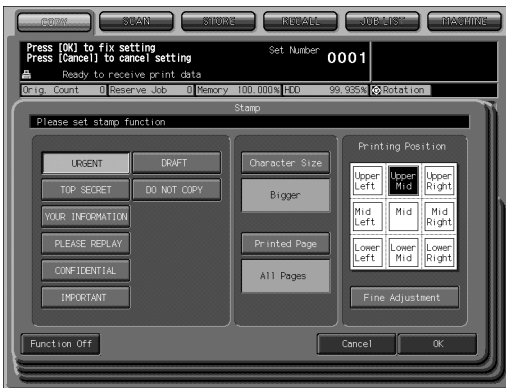 COPY SCAN STORE RECALL JOB LIST MACHINE
Press [OK] to fix setting
Press [Cancel] to cancel setting
Set Number 0001
Ready to receive print data
Orig. Count 0 Reserve Job 0 Memory 100.000% HDD 99.935% Rotation
Stamp
Please set stamp function
URGENT DRAFT
TOP SECRET DO NOT COPY
YOUR INFORMATION
PLEASE REPLAY
CONFIDENTIAL
IMPORTANT
Character Size
Bigger
Printed Page
All Pages
Printing Position
Upper Left Upper Mid Upper Right
Mid Left Mid Mid Right
Lower Left Lower Mid Lower Right
Fine Adjustment
Function Off Cancel OK